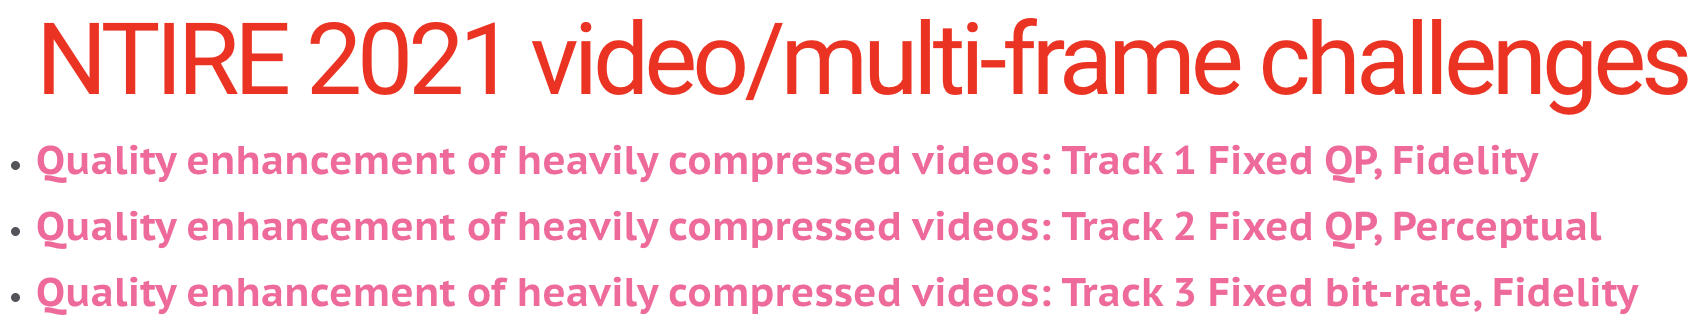 NTIRE 2021 video/multi-frame challenges
• Quality enhancement of heavily compressed videos: Track 1 Fixed QP, Fidelity
• Quality enhancement of heavily compressed videos: Track 2 Fixed QP, Perceptual
• Quality enhancement of heavily compressed videos: Track 3 Fixed bit-rate, Fidelity